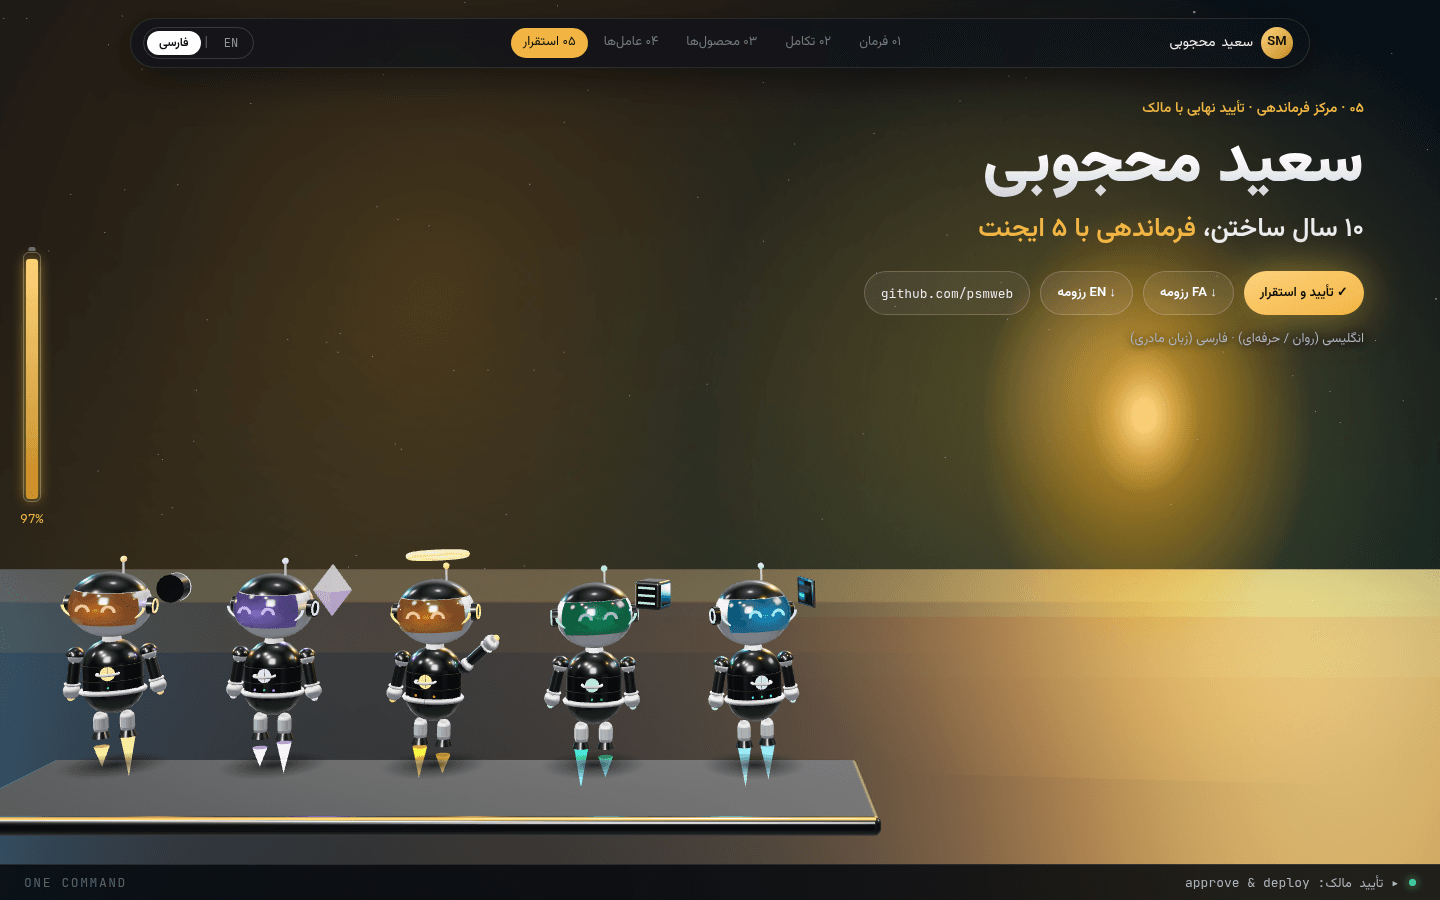 SM سعید محجوبی
۰۱ فرمان ۰۲ تکامل ۰۳ محصول‌ها ۰۴ عامل‌ها ۰۵ استقرار
فارسی | EN
۰۵ · مرکز فرماندهی · تأیید نهایی با مالک
سعید محجوبی
۱۰ سال ساختن، فرماندهی با ۵ ایجنت
✓ تأیید و استقرار
↓ FA رزومه
↓ EN رزومه
github.com/psmweb
انگلیسی (روان / حرفه‌ای) · فارسی (زبان مادری)
97%
▸ تأیید مالک: approve & deploy
ONE COMMAND